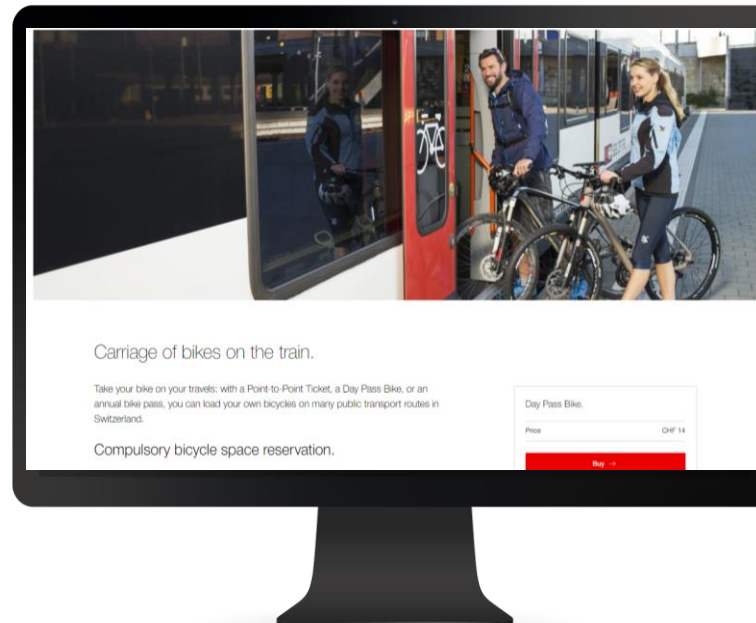 Carriage of bikes on the train.
Take your bike on your travels: with a Point-to-Point Ticket, a Day Pass Bike, or an
annual bike pass, you can load your own bicycles on many public transport routes in
Switzerland.
Compulsory bicycle space reservation.
Day Pass Bike.
Price CHF 14
Buy →